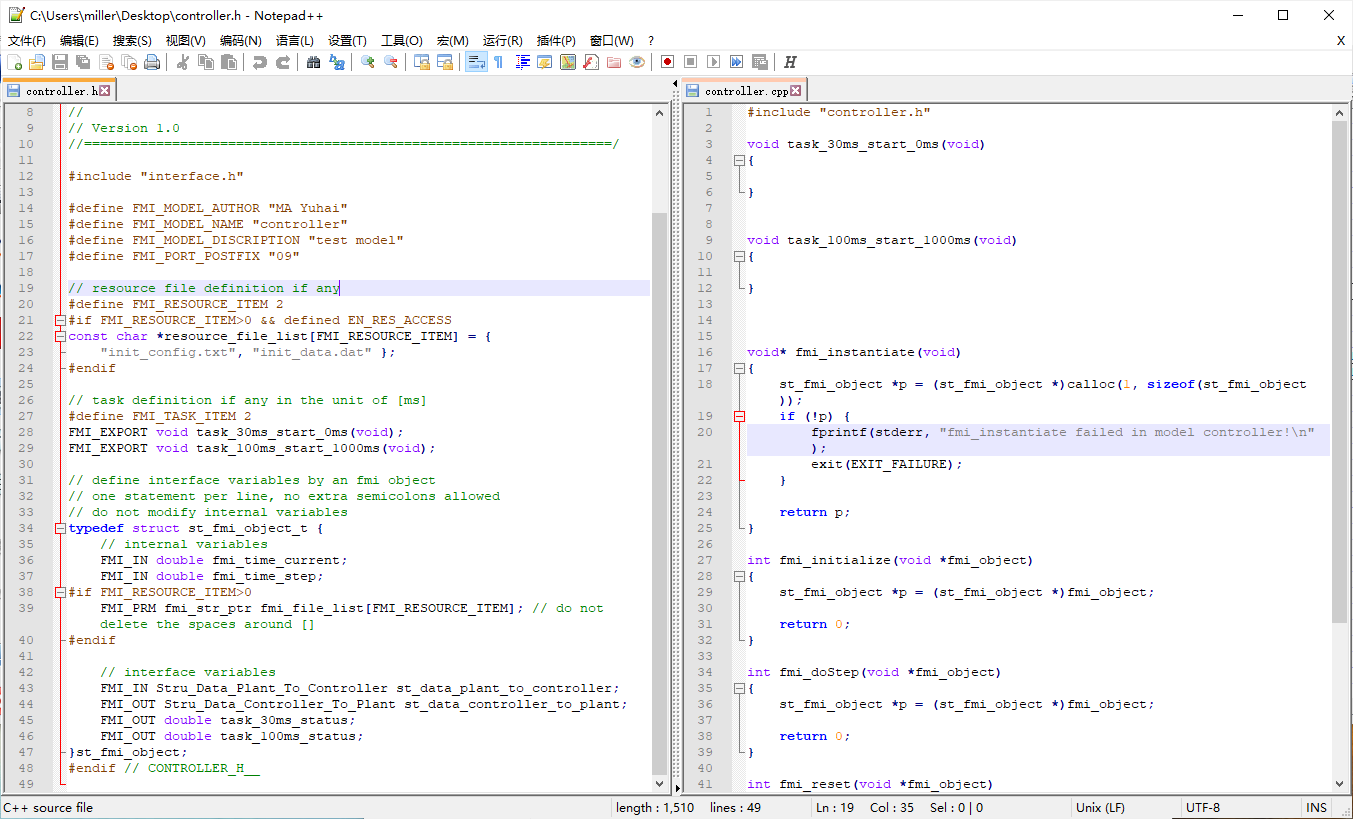 C:\Users\miller\Desktop\controller.h - Notepad++
文件(F) 编辑(E) 搜索(S) 视图(V) 编码(N) 语言(L) 设置(T) 工具(O) 宏(M) 运行(R) 插件(P) 窗口(W) ? X
controller.h
8 //
9 // Version 1.0
10 //==================================================================/
11
12 #include "interface.h"
13
14 #define FMI_MODEL_AUTHOR "MA Yuhai"
15 #define FMI_MODEL_NAME "controller"
16 #define FMI_MODEL_DISCRIPTION "test model"
17 #define FMI_PORT_POSTFIX "09"
18
19 // resource file definition if any
20 #define FMI_RESOURCE_ITEM 2
21 #if FMI_RESOURCE_ITEM>0 && defined EN_RES_ACCESS
22 const char *resource_file_list[FMI_RESOURCE_ITEM] = {
23     "init_config.txt", "init_data.dat" };
24 #endif
25
26 // task definition if any in the unit of [ms]
27 #define FMI_TASK_ITEM 2
28 FMI_EXPORT void task_30ms_start_0ms(void);
29 FMI_EXPORT void task_100ms_start_1000ms(void);
30
31 // define interface variables by an fmi object
32 // one statement per line, no extra semicolons allowed
33 // do not modify internal variables
34 typedef struct st_fmi_object_t {
35     // internal variables
36     FMI_IN double fmi_time_current;
37     FMI_IN double fmi_time_step;
38 #if FMI_RESOURCE_ITEM>0
39     FMI_PRM fmi_str_ptr fmi_file_list[FMI_RESOURCE_ITEM]; // do not
    delete the spaces around []
40 #endif
41
42     // interface variables
43     FMI_IN Stru_Data_Plant_To_Controller st_data_plant_to_controller;
44     FMI_OUT Stru_Data_Controller_To_Plant st_data_controller_to_plant;
45     FMI_OUT double task_30ms_status;
46     FMI_OUT double task_100ms_status;
47 }st_fmi_object;
48 #endif // CONTROLLER_H__
49
controller.cpp
1 #include "controller.h"
2
3 void task_30ms_start_0ms(void)
4 {
5
6 }
7
8
9 void task_100ms_start_1000ms(void)
10 {
11
12 }
13
14
15
16 void* fmi_instantiate(void)
17 {
18     st_fmi_object *p = (st_fmi_object *)calloc(1, sizeof(st_fmi_object
    ));
19     if (!p) {
20         fprintf(stderr, "fmi_instantiate failed in model controller!\n"
        );
21         exit(EXIT_FAILURE);
22     }
23
24     return p;
25 }
26
27 int fmi_initialize(void *fmi_object)
28 {
29     st_fmi_object *p = (st_fmi_object *)fmi_object;
30
31     return 0;
32 }
33
34 int fmi_doStep(void *fmi_object)
35 {
36     st_fmi_object *p = (st_fmi_object *)fmi_object;
37
38     return 0;
39 }
40
41 int fmi_reset(void *fmi_object)
C++ source file length : 1,510 lines : 49 Ln : 19 Col : 35 Sel : 0 | 0 Unix (LF) UTF-8 INS